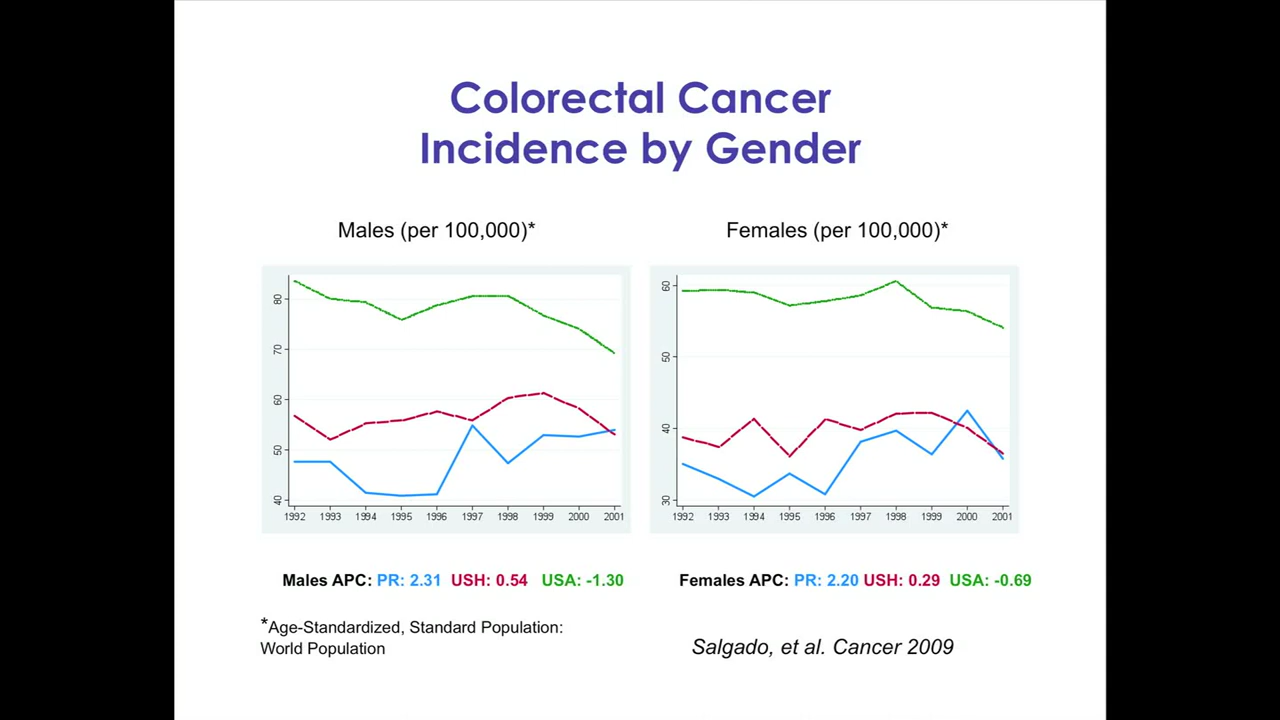 Colorectal Cancer
Incidence by Gender
Males (per 100,000)*
80
70
60
50
40
1992 1993 1994 1995 1996 1997 1998 1999 2000 2001
Females (per 100,000)*
60
50
40
30
1992 1993 1994 1995 1996 1997 1998 1999 2000 2001
Males APC: PR: 2.31 USH: 0.54 USA: -1.30
Females APC: PR: 2.20 USH: 0.29 USA: -0.69
*Age-Standardized, Standard Population:
World Population
Salgado, et al. Cancer 2009